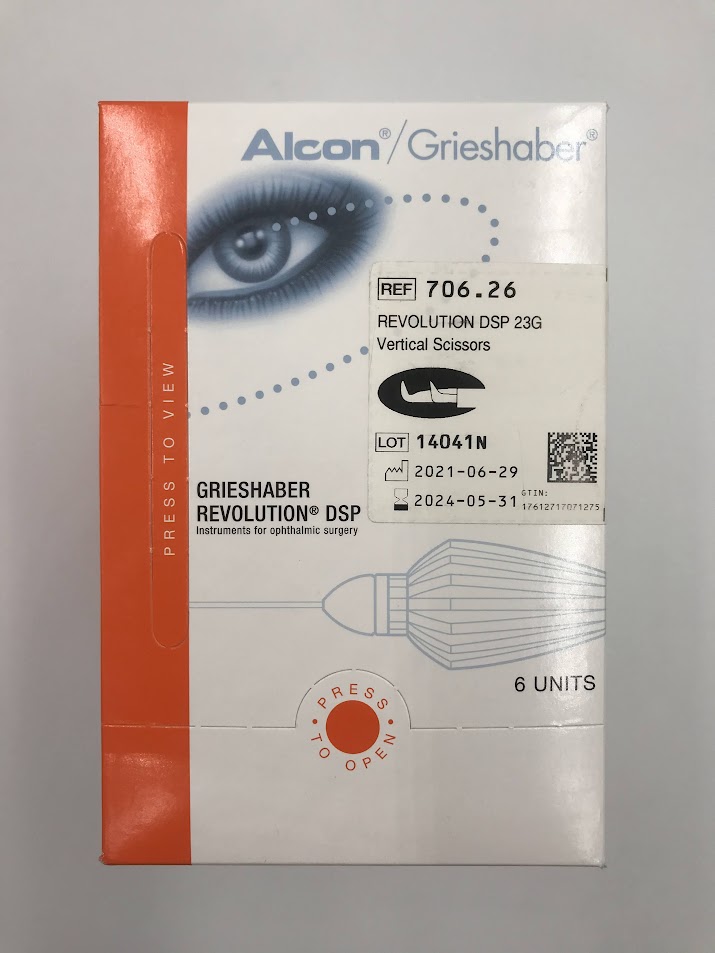 Alcon®/Grieshaber®
REF 706.26
REVOLUTION DSP 23G
Vertical Scissors
LOT 14041N
2021-06-29
2024-05-31
GTIN:
17612717071275
PRESS TO VIEW
GRIESHABER
REVOLUTION® DSP
Instruments for ophthalmic surgery
6 UNITS
PRESS
TO OPEN